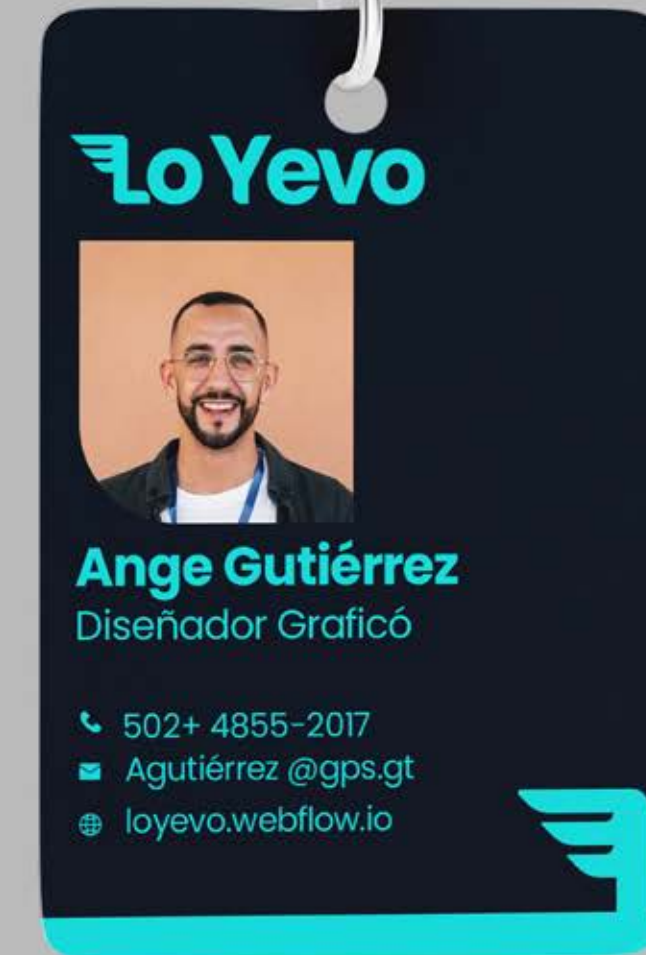 Lo Yevo
Ange Gutiérrez
Diseñador Graficó
502+ 4855-2017
Agutiérrez @gps.gt
loyevo.webflow.io